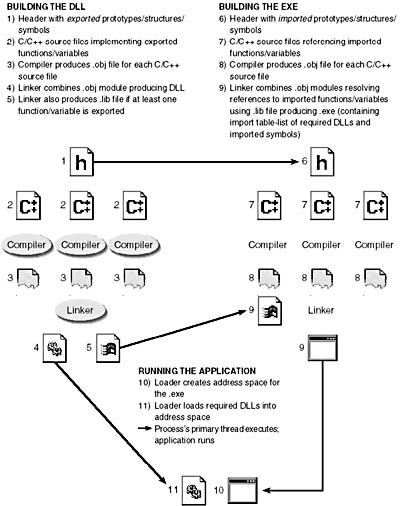 BUILDING THE DLL
1) Header with exported prototypes/structures/
symbols
2) C/C++ source files implementing exported
functions/variables
3) Compiler produces .obj file for each C/C++
source file
4) Linker combines .obj module producing DLL
5) Linker also produces .lib file if at least one
function/variable is exported
BUILDING THE EXE
6) Header with imported prototypes/structures/
symbols
7) C/C++ source files referencing imported
functions/variables
8) Compiler produces .obj file for each C/C++
source file
9) Linker combines .obj modules resolving
references to imported functions/variables
using .lib file producing .exe (containing
import table-list of required DLLs and
imported symbols)
1 h
6 h
2 C++ 2 C++ 2 C++
7 C++ 7 C++ 7 C++
Compiler Compiler Compiler
Compiler Compiler Compiler
3 3 3
8 8 8
Linker
9 Linker
4 5
9
RUNNING THE APPLICATION
10) Loader creates address space for
the .exe
11) Loader loads required DLLs into
address space
Process's primary thread executes;
application runs
11 10